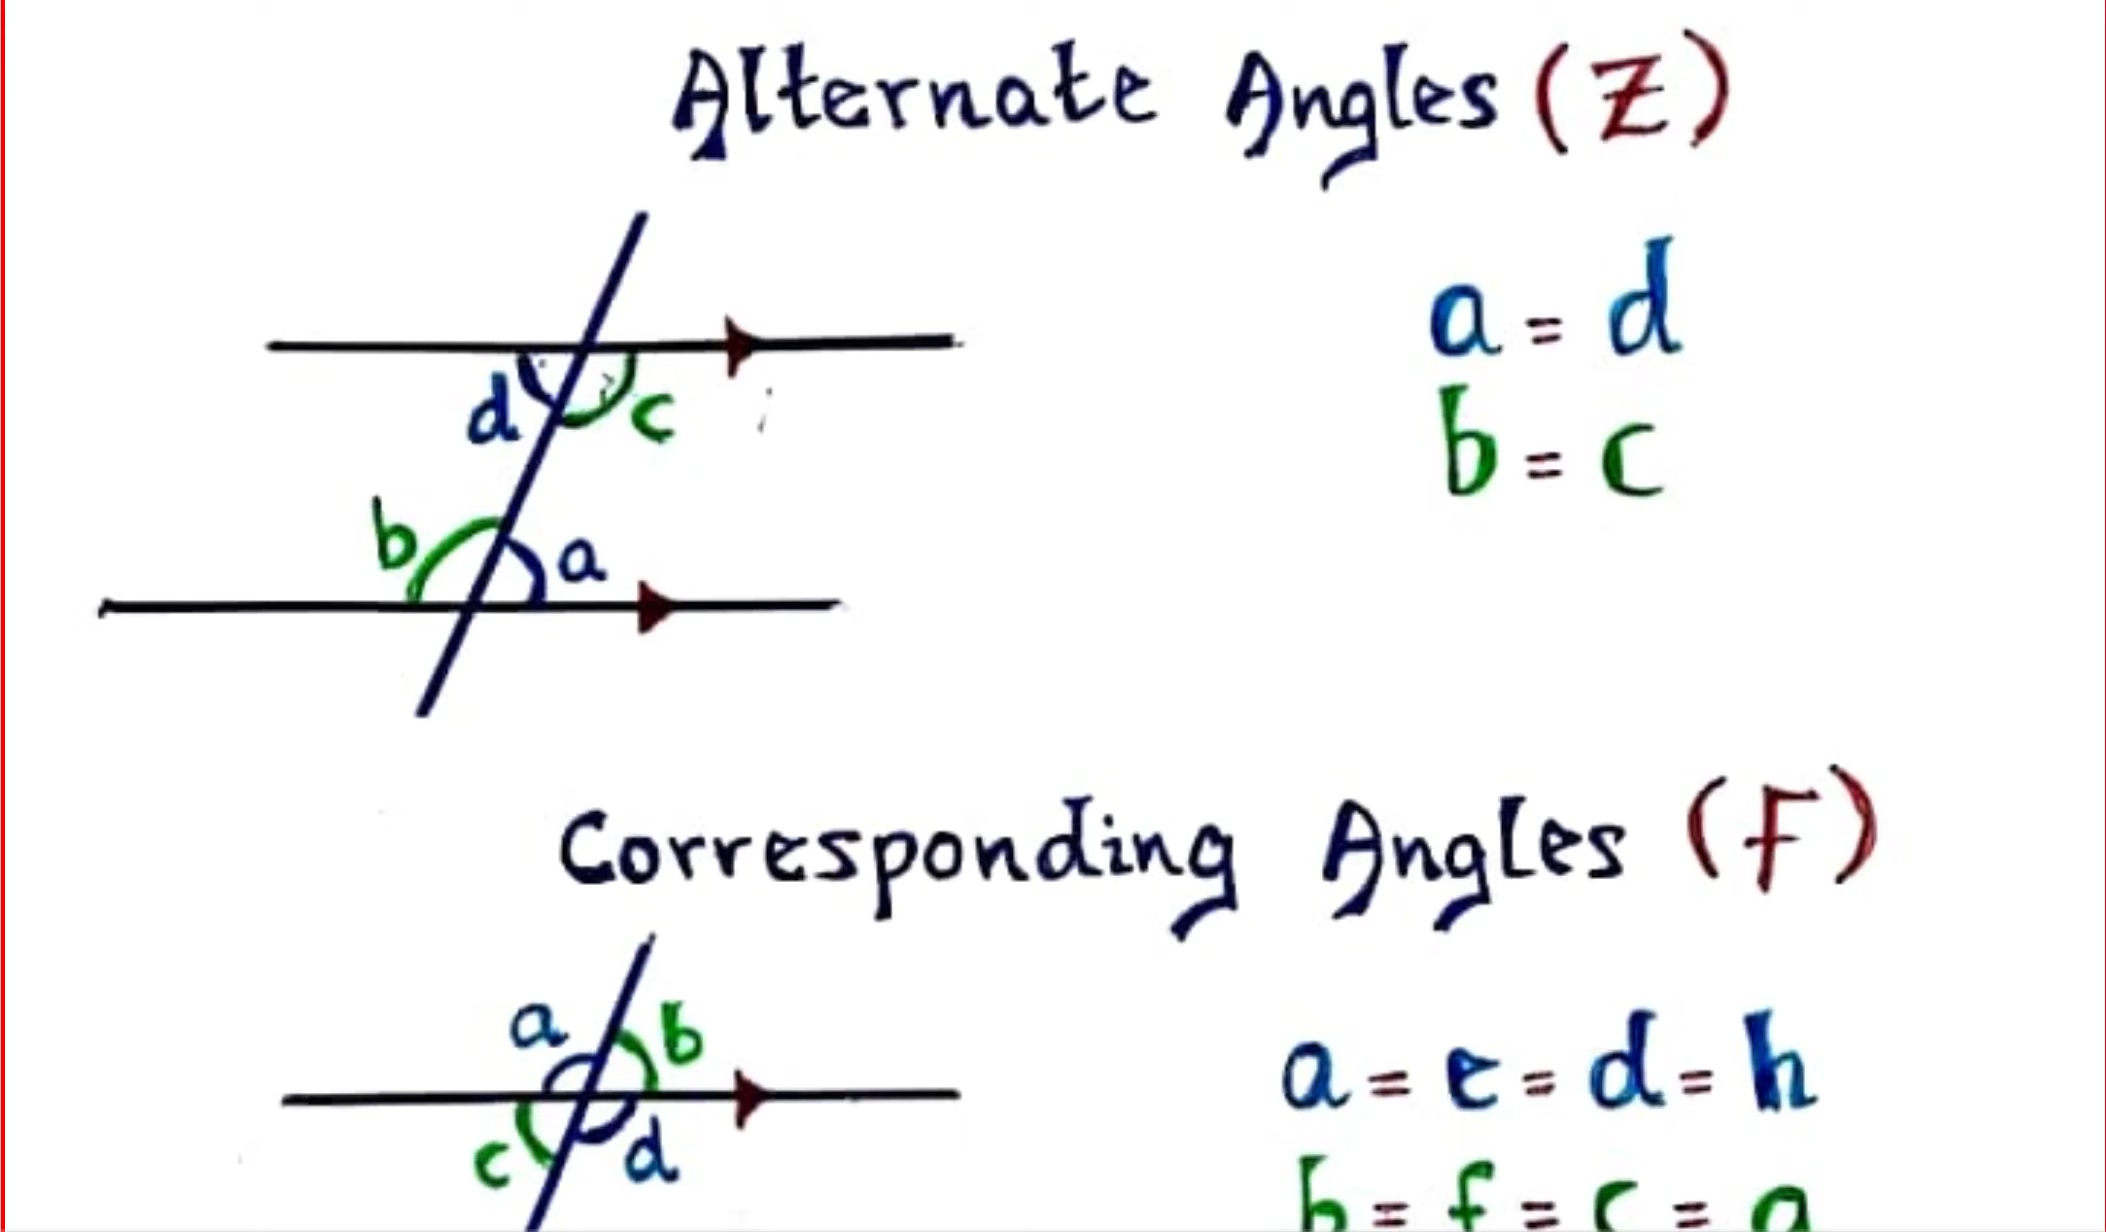 Alternate Angles (Z)
a = d
b = c
d c
b a
Corresponding Angles (F)
a b
c d
a = e = d = h
b = f = c =